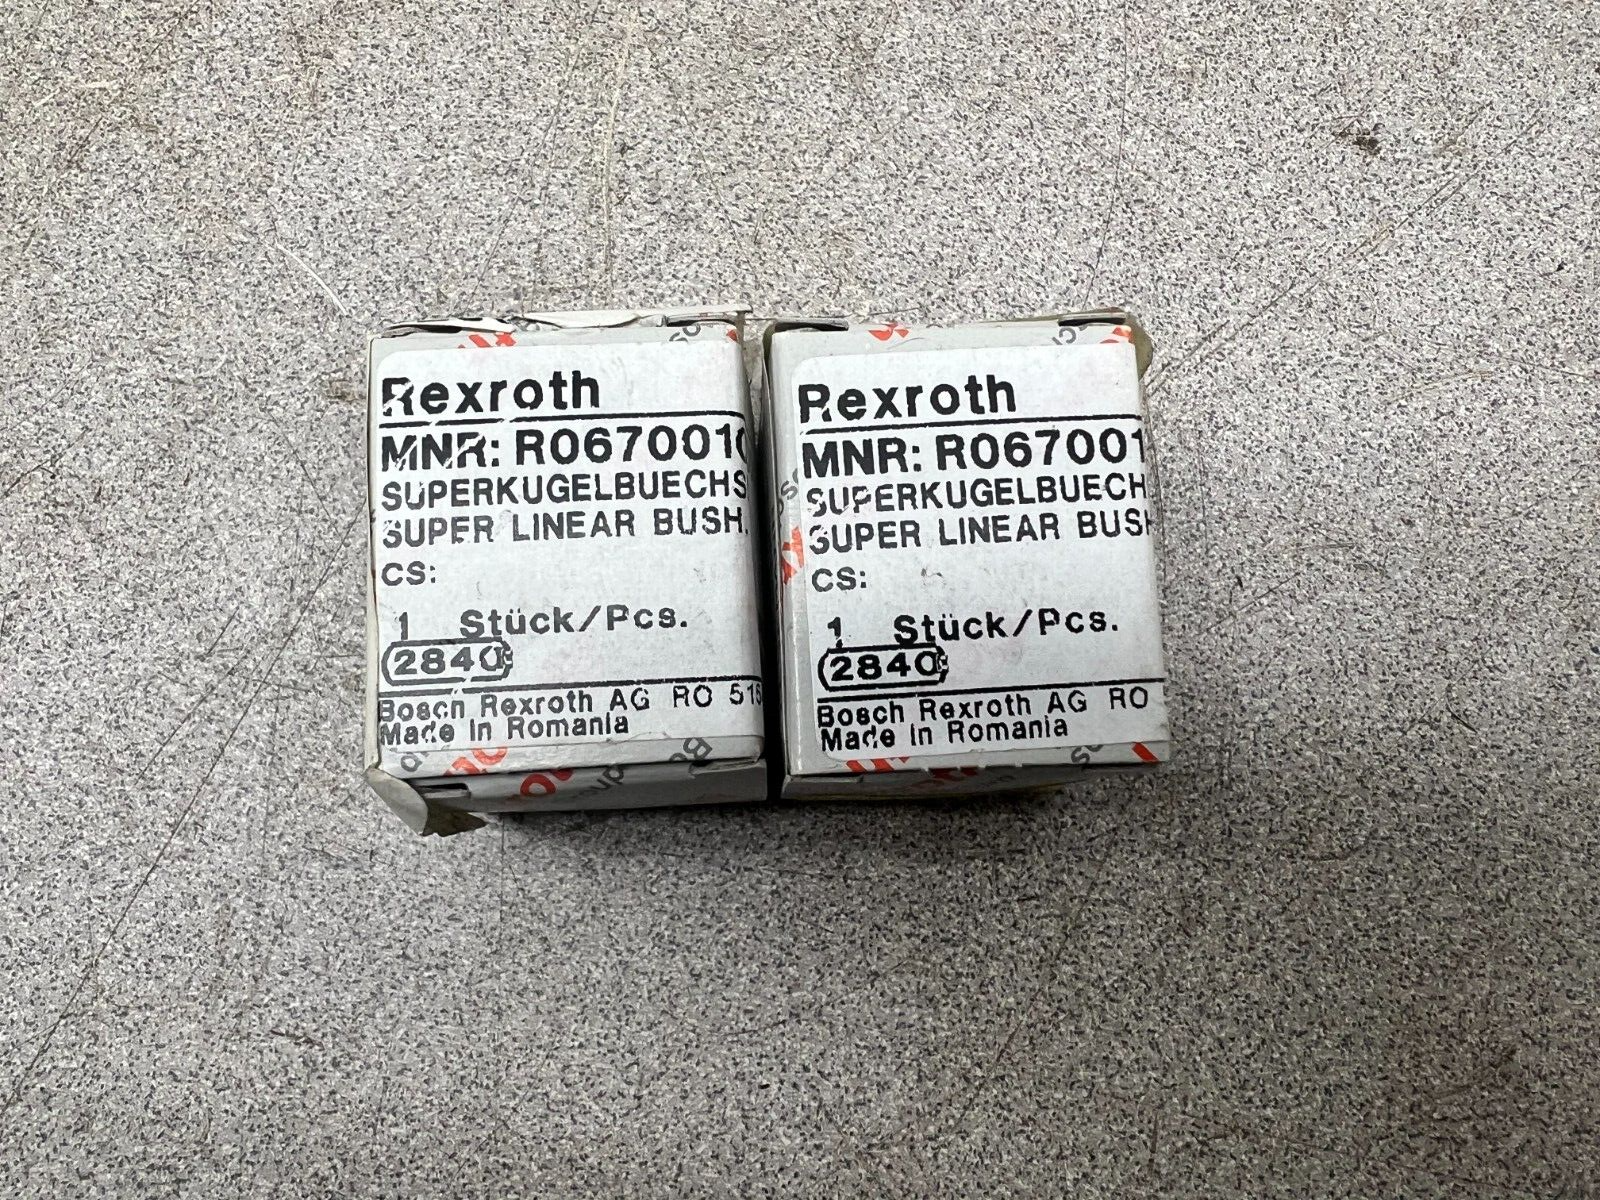 Rexroth
MNR: R0670010
SUPERKUGELBUECHS
SUPER LINEAR BUSH.
CS:
1 Stück/Pcs.
2840
Bosch Rexroth AG RO 515
Made in Romania
Rexroth
MNR: R067001
SUPERKUGELBUECH
SUPER LINEAR BUSH
CS:
1 Stück/Pcs.
2840
Bosch Rexroth AG RO
Made in Romania